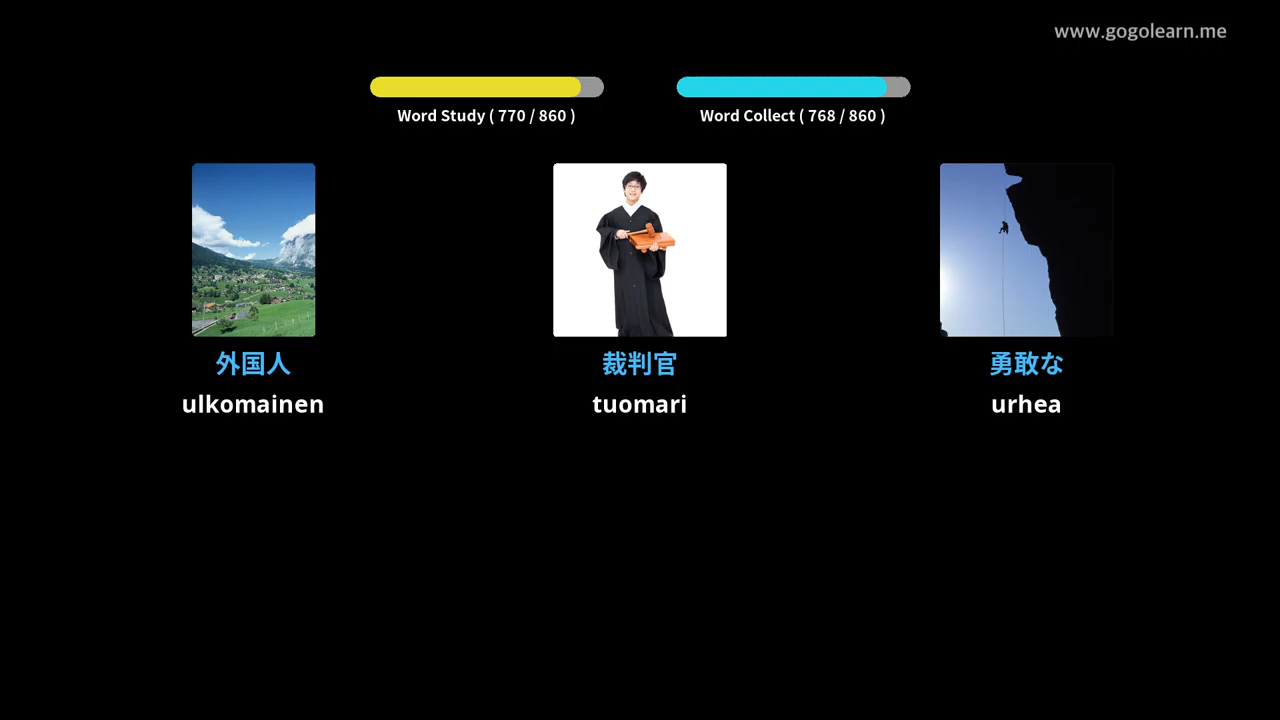 www.gogolearn.me
Word Study ( 770 / 860 )
Word Collect ( 768 / 860 )
外国人
裁判官
勇敢な
ulkomainen
tuomari
urhea